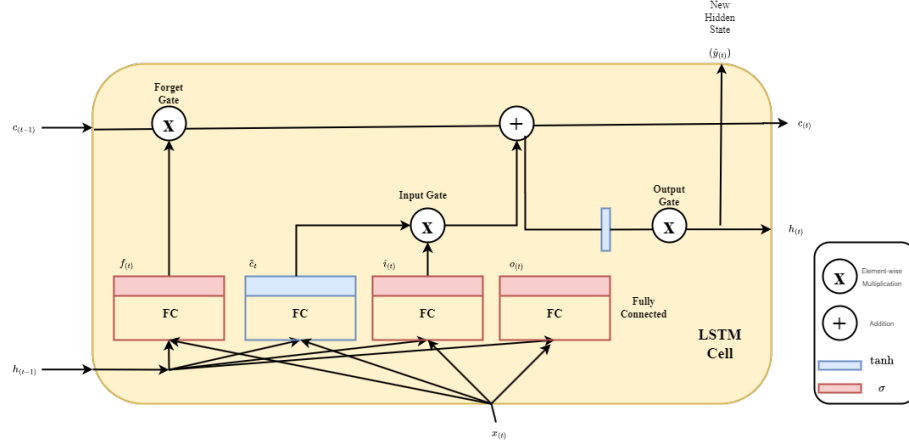 New
Hidden
State
(ỹ₍t₎)
Forget
Gate
c₍t-1₎
X
+
c₍t₎
Input Gate
X
Output
Gate
X
h₍t₎
f₍t₎
c̃ₜ
i₍t₎
o₍t₎
FC
FC
FC
FC
Fully
Connected
LSTM
Cell
h₍t-1₎
x₍t₎
X
Element-wise
Multiplication
+
Addition
tanh
σ